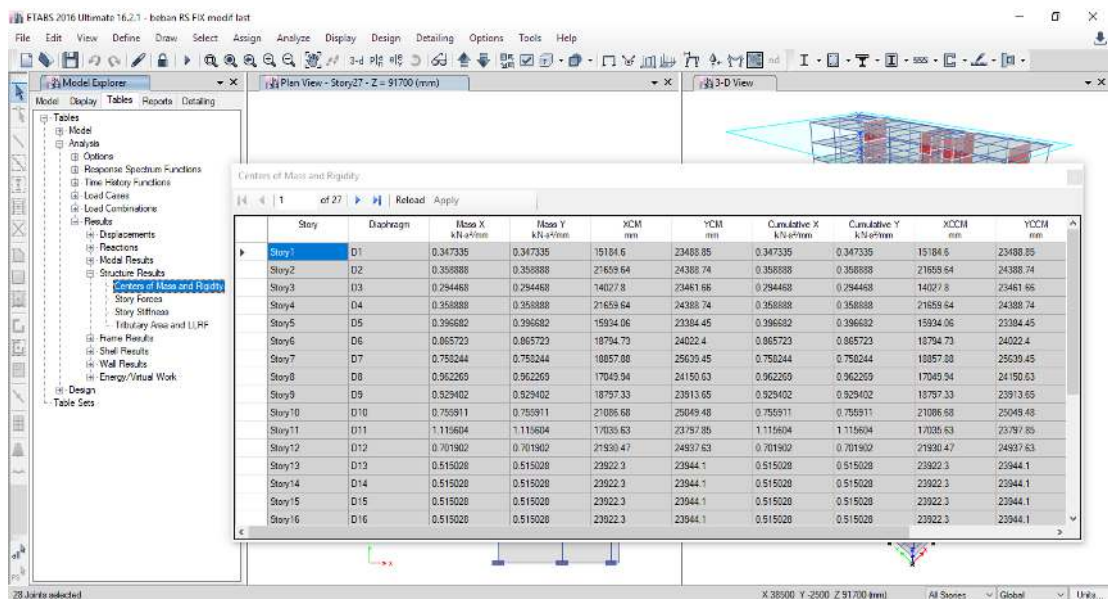 ETABS 2016 Ultimate 16.2.1 - beban RS FIX modif last
File Edit View Define Draw Select Assign Analyze Display Design Detailing Options Tools Help
Model Explorer
Plan View - Story27 - Z = 91700 (mm)
3-D View
Model Display Tables Reports Detailing
Tables
Model
Analysis
Options
Response Spectrum Functions
Time History Functions
Load Cases
Load Combinations
Results
Displacements
Reactions
Modal Results
Structure Results
Centers of Mass and Rigidity
Story Forces
Story Stiffness
Tributary Area and LLRF
Frame Results
Shell Results
Wall Results
Energy/Virtual Work
Design
Table Sets
Centers of Mass and Rigidity
1 of 27 Reload Apply
Story Diaphragm Mass X Mass Y XCM YCM Cumulative X Cumulative Y XCCM YCCM
kN-s²/mm kN-s²/mm mm mm kN-s²/mm kN-s²/mm mm mm
Story1 D1 0.347335 0.347335 15184.6 23488.85 0.347335 0.347335 15184.6 23488.85
Story2 D2 0.358888 0.358888 21659.64 24388.74 0.358888 0.358888 21659.64 24388.74
Story3 D3 0.294468 0.294468 14027.8 23461.66 0.294468 0.294468 14027.8 23461.66
Story4 D4 0.358888 0.358888 21659.64 24388.74 0.358888 0.358888 21659.64 24388.74
Story5 D5 0.396682 0.396682 15934.06 23384.45 0.396682 0.396682 15934.06 23384.45
Story6 D6 0.865723 0.865723 18794.73 24022.4 0.865723 0.865723 18794.73 24022.4
Story7 D7 0.758244 0.758244 18857.88 25639.45 0.758244 0.758244 18857.88 25639.45
Story8 D8 0.962269 0.962269 17049.94 24150.63 0.962269 0.962269 17049.94 24150.63
Story9 D9 0.929402 0.929402 18797.33 23913.65 0.929402 0.929402 18797.33 23913.65
Story10 D10 0.755911 0.755911 21086.68 25049.48 0.755911 0.755911 21086.68 25049.48
Story11 D11 1.115604 1.115604 17035.63 23797.85 1.115604 1.115604 17035.63 23797.85
Story12 D12 0.701902 0.701902 21930.47 24937.63 0.701902 0.701902 21930.47 24937.63
Story13 D13 0.515028 0.515028 23922.3 23944.1 0.515028 0.515028 23922.3 23944.1
Story14 D14 0.515028 0.515028 23922.3 23944.1 0.515028 0.515028 23922.3 23944.1
Story15 D15 0.515028 0.515028 23922.3 23944.1 0.515028 0.515028 23922.3 23944.1
Story16 D16 0.515028 0.515028 23922.3 23944.1 0.515028 0.515028 23922.3 23944.1
28 Joints selected
X 38500 Y -2500 Z 91700 (mm)
All Stories
Global
Units...